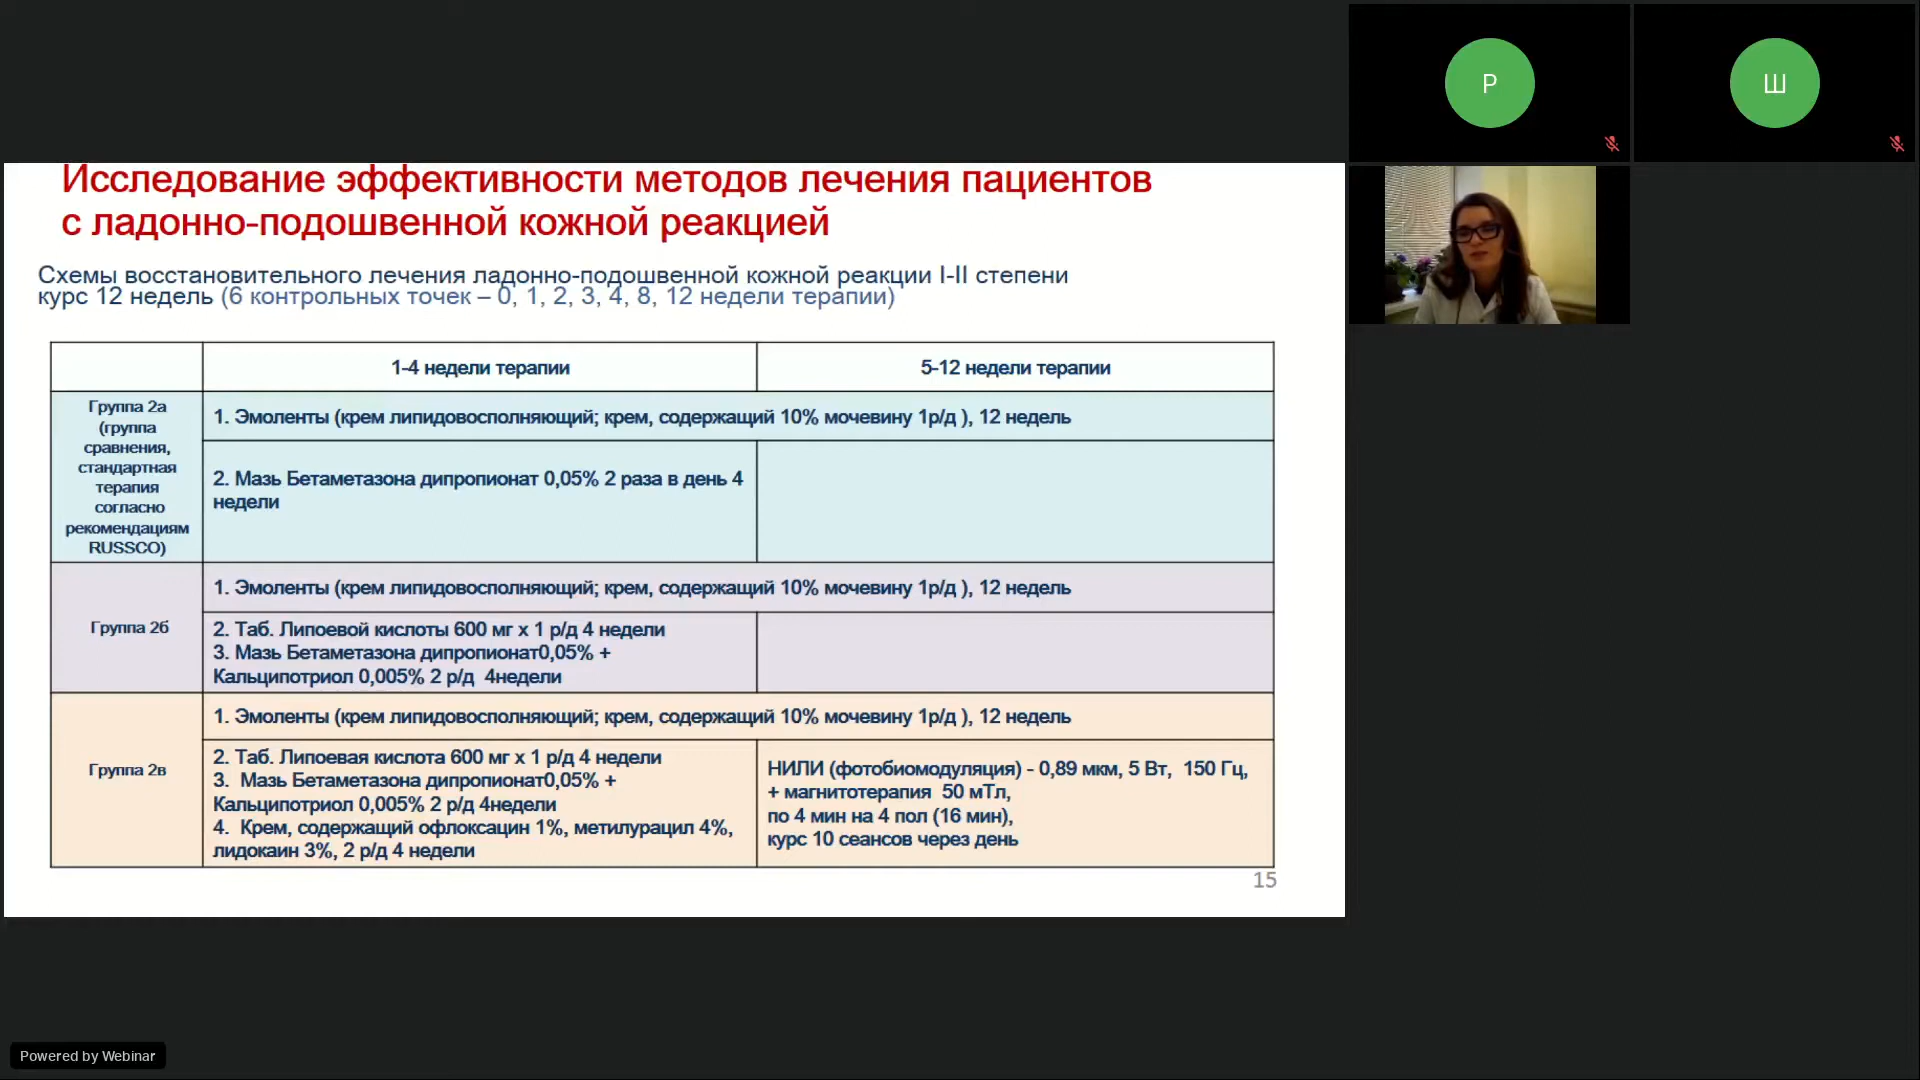 Р
Ш
Исследование эффективности методов лечения пациентов
с ладонно-подошвенной кожной реакцией
Схемы восстановительного лечения ладонно-подошвенной кожной реакции I-II степени
курс 12 недель (6 контрольных точек – 0, 1, 2, 3, 4, 8, 12 недели терапии)
1-4 недели терапии
5-12 недели терапии
Группа 2а
(группа
сравнения,
стандартная
терапия
согласно
рекомендациям
RUSSCO)
1. Эмоленты (крем липидовосполняющий; крем, содержащий 10% мочевину 1р/д ), 12 недель
2. Мазь Бетаметазона дипропионат 0,05% 2 раза в день 4
недели
Группа 2б
1. Эмоленты (крем липидовосполняющий; крем, содержащий 10% мочевину 1р/д ), 12 недель
2. Таб. Липоевой кислоты 600 мг х 1 р/д 4 недели
3. Мазь Бетаметазона дипропионат0,05% +
Кальципотриол 0,005% 2 р/д 4недели
Группа 2в
1. Эмоленты (крем липидовосполняющий; крем, содержащий 10% мочевину 1р/д ), 12 недель
2. Таб. Липоевая кислота 600 мг х 1 р/д 4 недели
3. Мазь Бетаметазона дипропионат0,05% +
Кальципотриол 0,005% 2 р/д 4недели
4. Крем, содержащий офлоксацин 1%, метилурацил 4%,
лидокаин 3%, 2 р/д 4 недели
НИЛИ (фотобиомодуляция) - 0,89 мкм, 5 Вт, 150 Гц,
+ магнитотерапия 50 мТл,
по 4 мин на 4 пол (16 мин),
курс 10 сеансов через день
15
Powered by Webinar